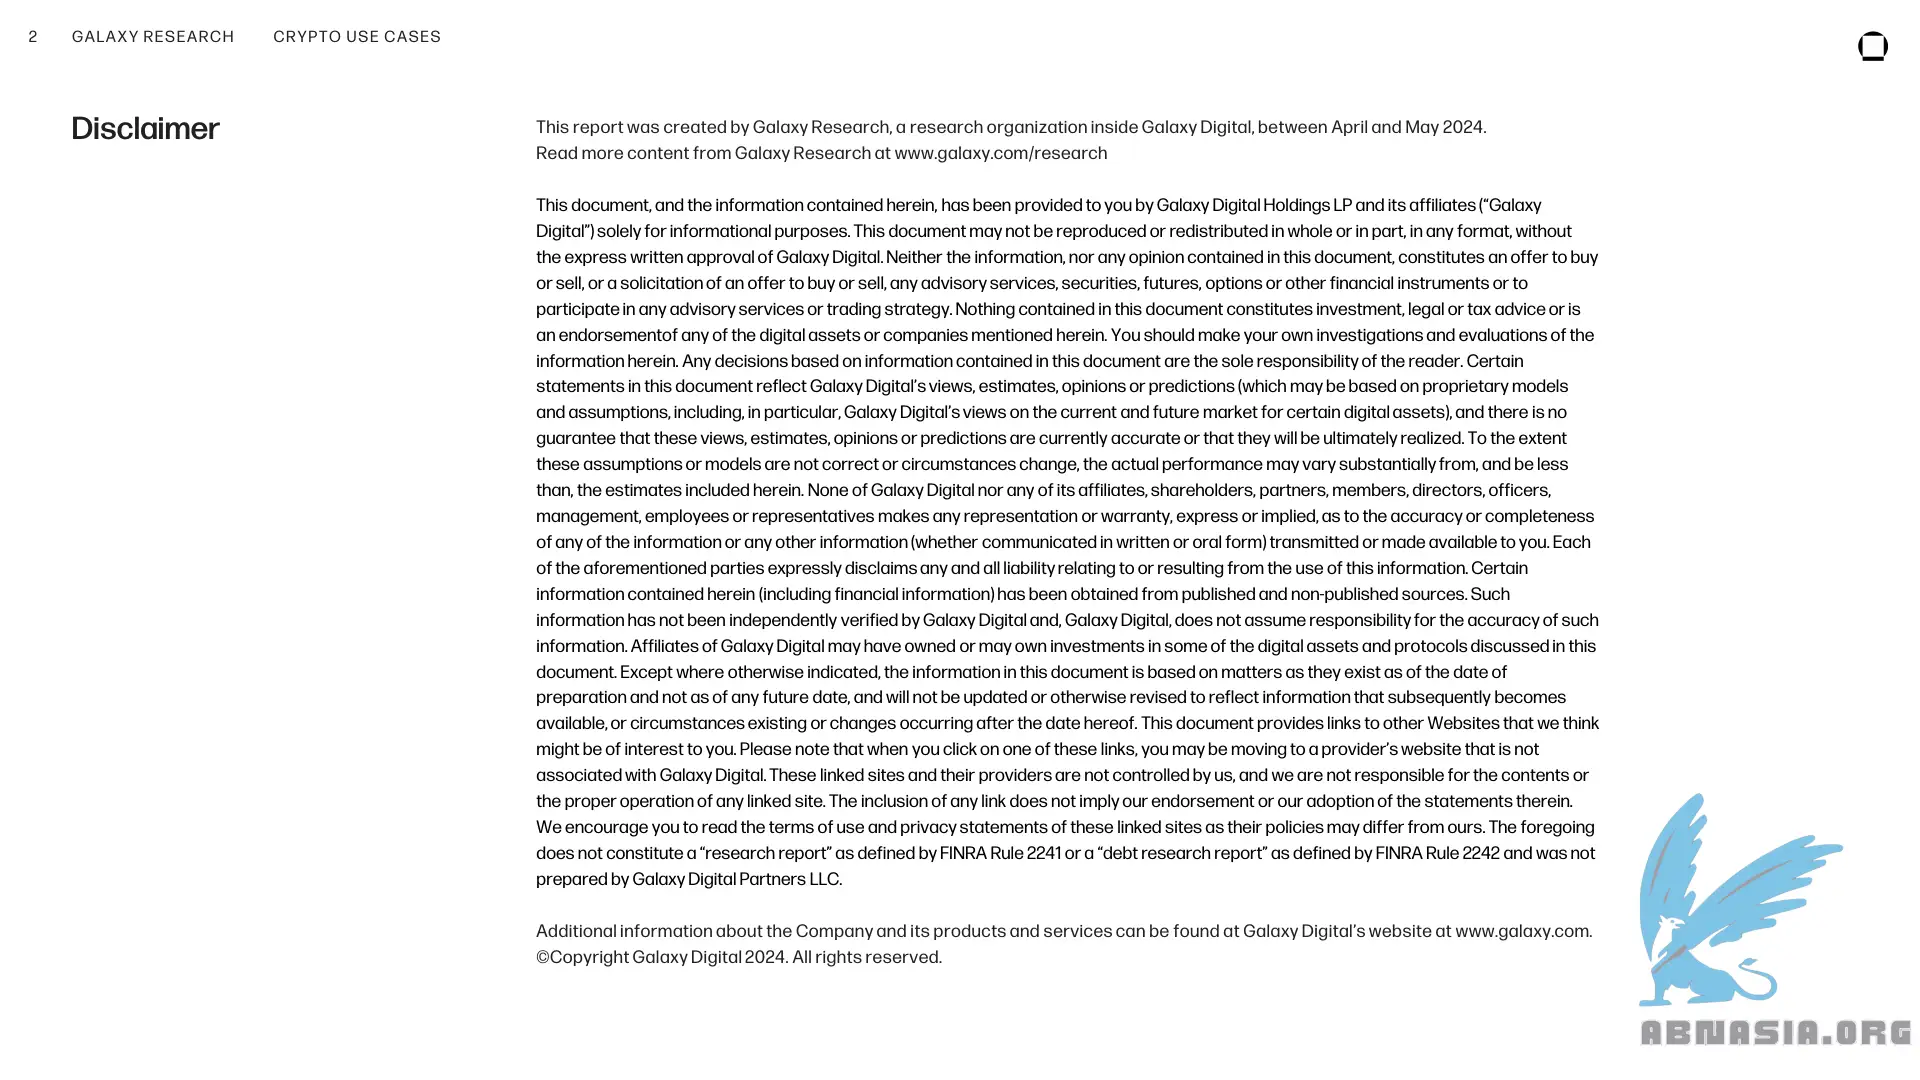 2 GALAXY RESEARCH CRYPTO USE CASES
Disclaimer
This report was created by Galaxy Research, a research organization inside Galaxy Digital, between April and May 2024.
Read more content from Galaxy Research at www.galaxy.com/research
This document, and the information contained herein, has been provided to you by Galaxy Digital Holdings LP and its affiliates (“Galaxy
Digital”) solely for informational purposes. This document may not be reproduced or redistributed in whole or in part, in any format, without
the express written approval of Galaxy Digital. Neither the information, nor any opinion contained in this document, constitutes an offer to buy
or sell, or a solicitation of an offer to buy or sell, any advisory services, securities, futures, options or other financial instruments or to
participate in any advisory services or trading strategy. Nothing contained in this document constitutes investment, legal or tax advice or is
an endorsementof any of the digital assets or companies mentioned herein. You should make your own investigations and evaluations of the
information herein. Any decisions based on information contained in this document are the sole responsibility of the reader. Certain
statements in this document reflect Galaxy Digital’s views, estimates, opinions or predictions (which may be based on proprietary models
and assumptions, including, in particular, Galaxy Digital’s views on the current and future market for certain digital assets), and there is no
guarantee that these views, estimates, opinions or predictions are currently accurate or that they will be ultimately realized. To the extent
these assumptions or models are not correct or circumstances change, the actual performance may vary substantially from, and be less
than, the estimates included herein. None of Galaxy Digital nor any of its affiliates, shareholders, partners, members, directors, officers,
management, employees or representatives makes any representation or warranty, express or implied, as to the accuracy or completeness
of any of the information or any other information (whether communicated in written or oral form) transmitted or made available to you. Each
of the aforementioned parties expressly disclaims any and all liability relating to or resulting from the use of this information. Certain
information contained herein (including financial information) has been obtained from published and non-published sources. Such
information has not been independently verified by Galaxy Digital and, Galaxy Digital, does not assume responsibility for the accuracy of such
information. Affiliates of Galaxy Digital may have owned or may own investments in some of the digital assets and protocols discussed in this
document. Except where otherwise indicated, the information in this document is based on matters as they exist as of the date of
preparation and not as of any future date, and will not be updated or otherwise revised to reflect information that subsequently becomes
available, or circumstances existing or changes occurring after the date hereof. This document provides links to other Websites that we think
might be of interest to you. Please note that when you click on one of these links, you may be moving to a provider’s website that is not
associated with Galaxy Digital. These linked sites and their providers are not controlled by us, and we are not responsible for the contents or
the proper operation of any linked site. The inclusion of any link does not imply our endorsement or our adoption of the statements therein.
We encourage you to read the terms of use and privacy statements of these linked sites as their policies may differ from ours. The foregoing
does not constitute a “research report” as defined by FINRA Rule 2241 or a “debt research report” as defined by FINRA Rule 2242 and was not
prepared by Galaxy Digital Partners LLC.
Additional information about the Company and its products and services can be found at Galaxy Digital’s website at www.galaxy.com.
©Copyright Galaxy Digital 2024. All rights reserved.
ABNASIA.ORG